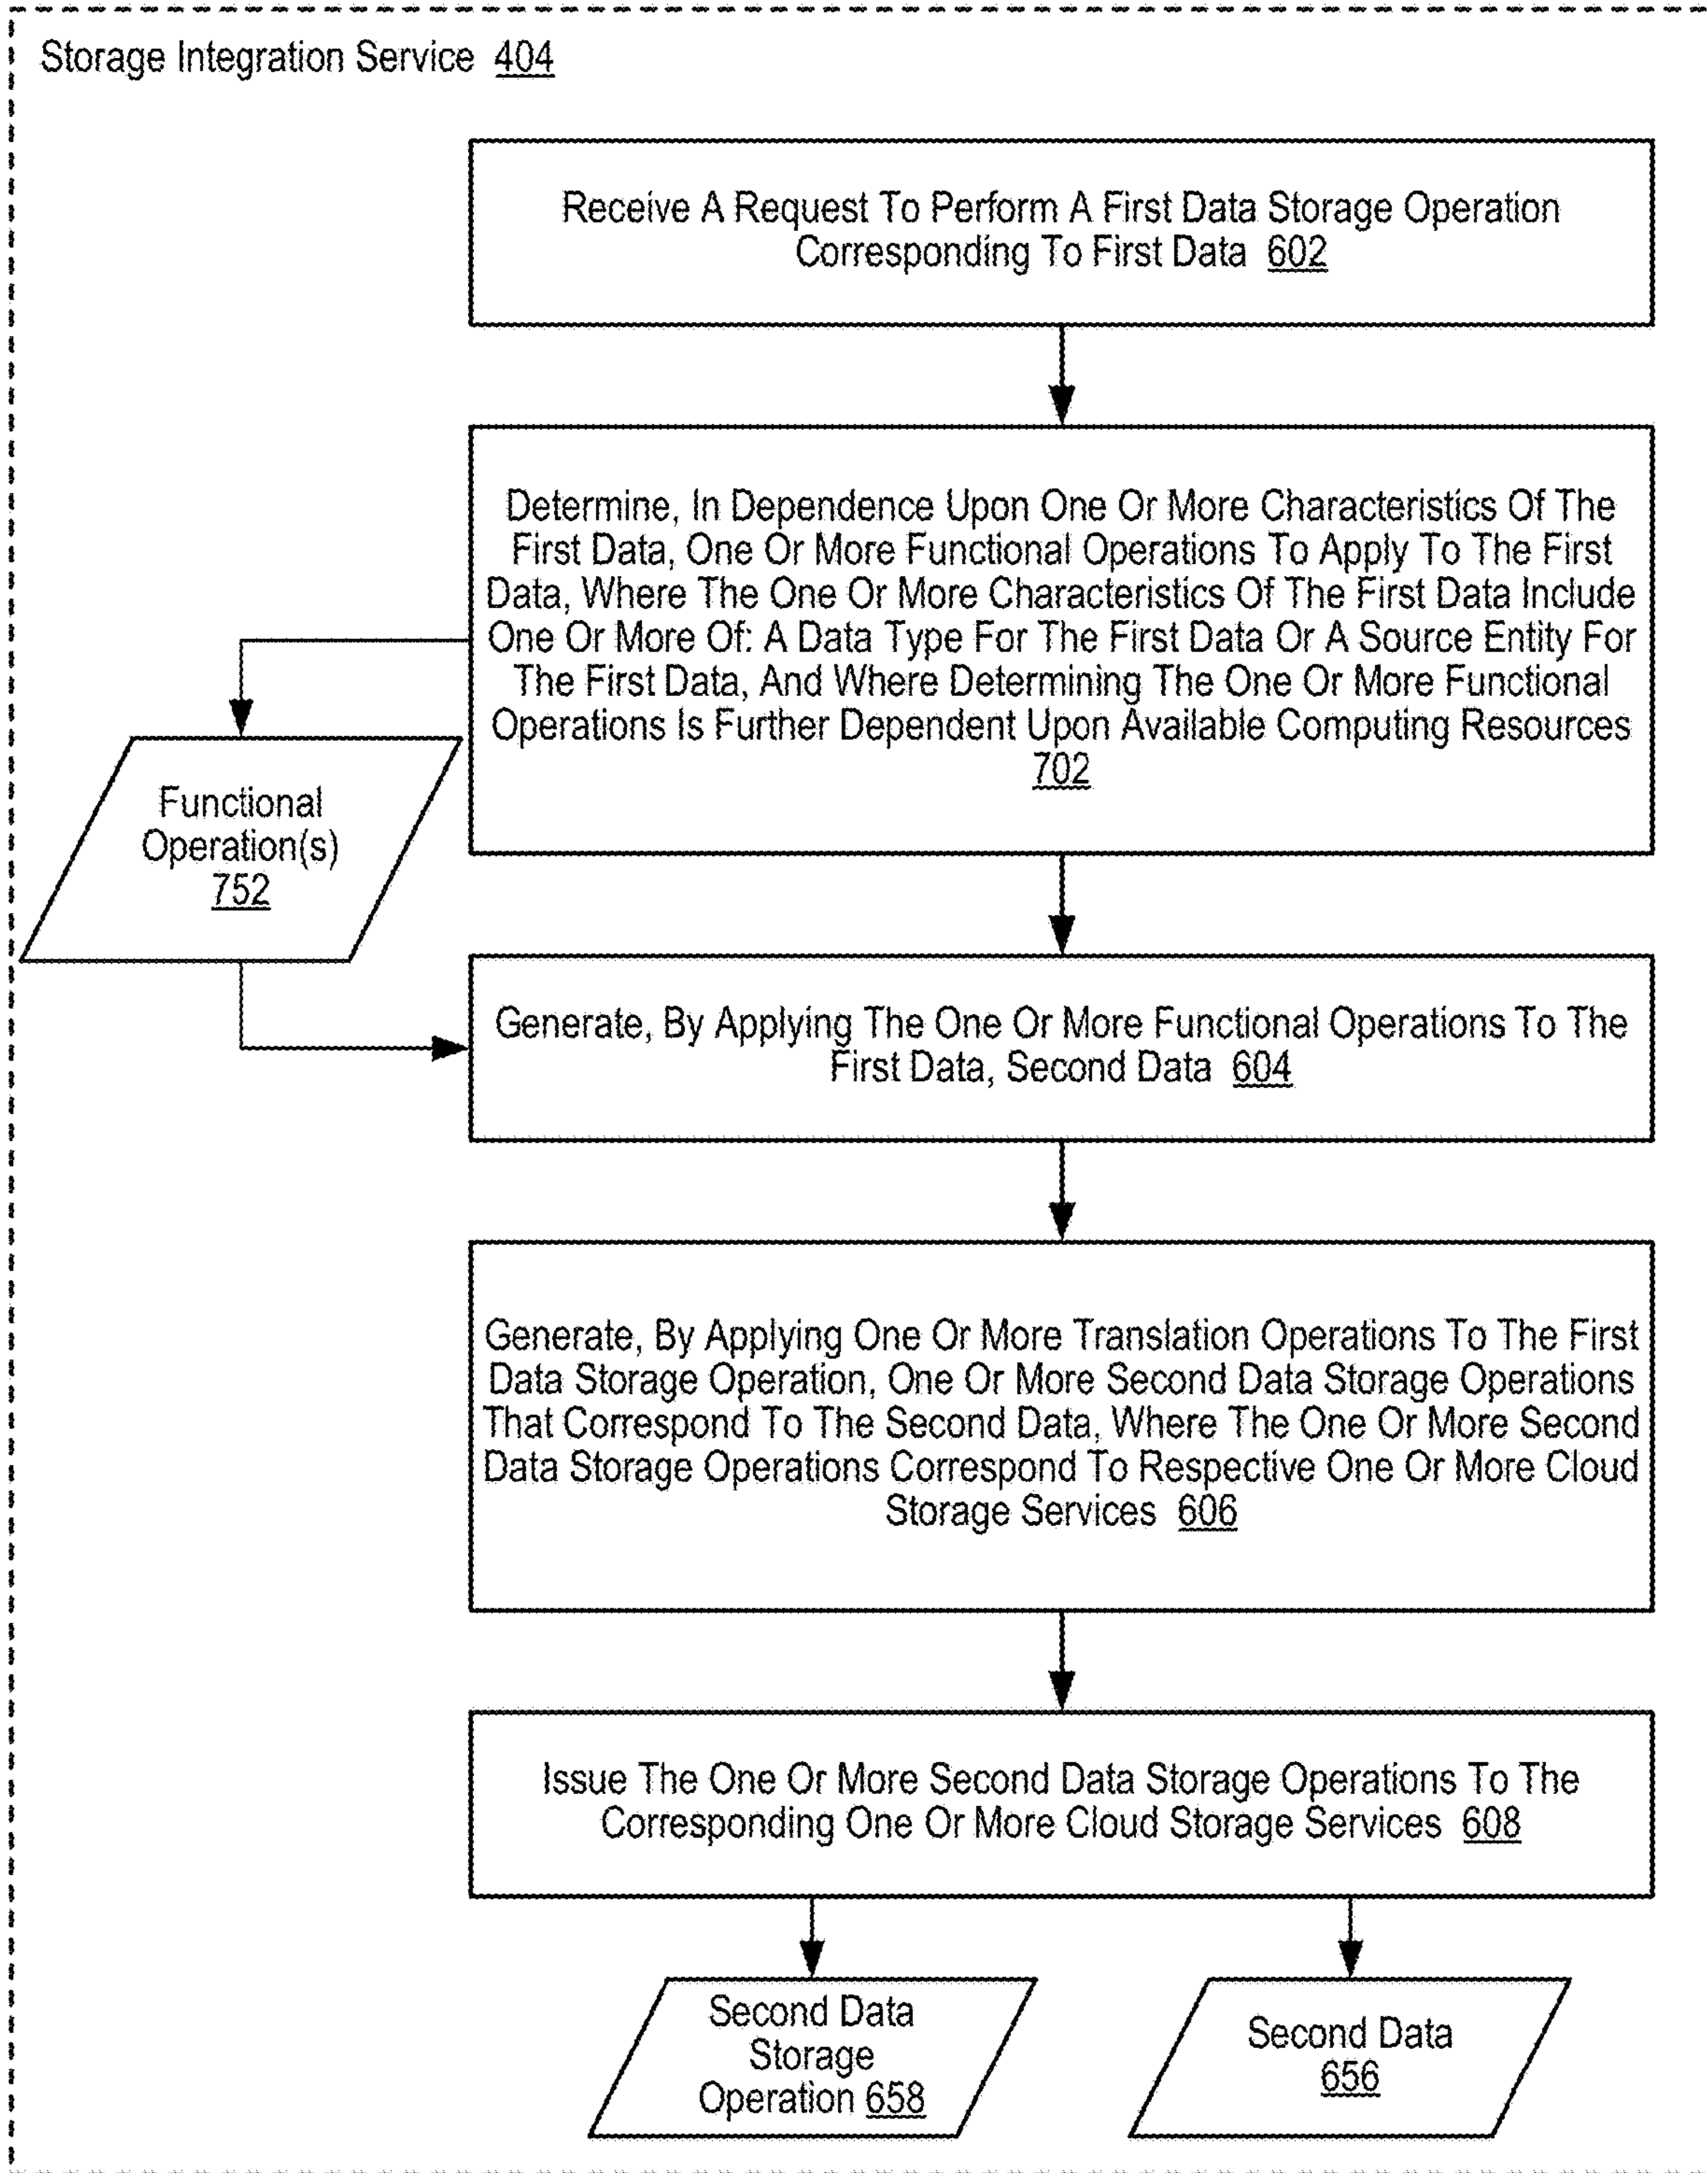 Storage Integration Service 404
Receive A Request To Perform A First Data Storage Operation
Corresponding To First Data 602
Determine, In Dependence Upon One Or More Characteristics Of The
First Data, One Or More Functional Operations To Apply To The First
Data, Where The One Or More Characteristics Of The First Data Include
One Or More Of: A Data Type For The First Data Or A Source Entity For
The First Data, And Where Determining The One Or More Functional
Operations Is Further Dependent Upon Available Computing Resources
702
Functional
Operation(s)
752
Generate, By Applying The One Or More Functional Operations To The
First Data, Second Data 604
Generate, By Applying One Or More Translation Operations To The First
Data Storage Operation, One Or More Second Data Storage Operations
That Correspond To The Second Data, Where The One Or More Second
Data Storage Operations Correspond To Respective One Or More Cloud
Storage Services 606
Issue The One Or More Second Data Storage Operations To The
Corresponding One Or More Cloud Storage Services 608
Second Data
Storage
Operation 658
Second Data
656